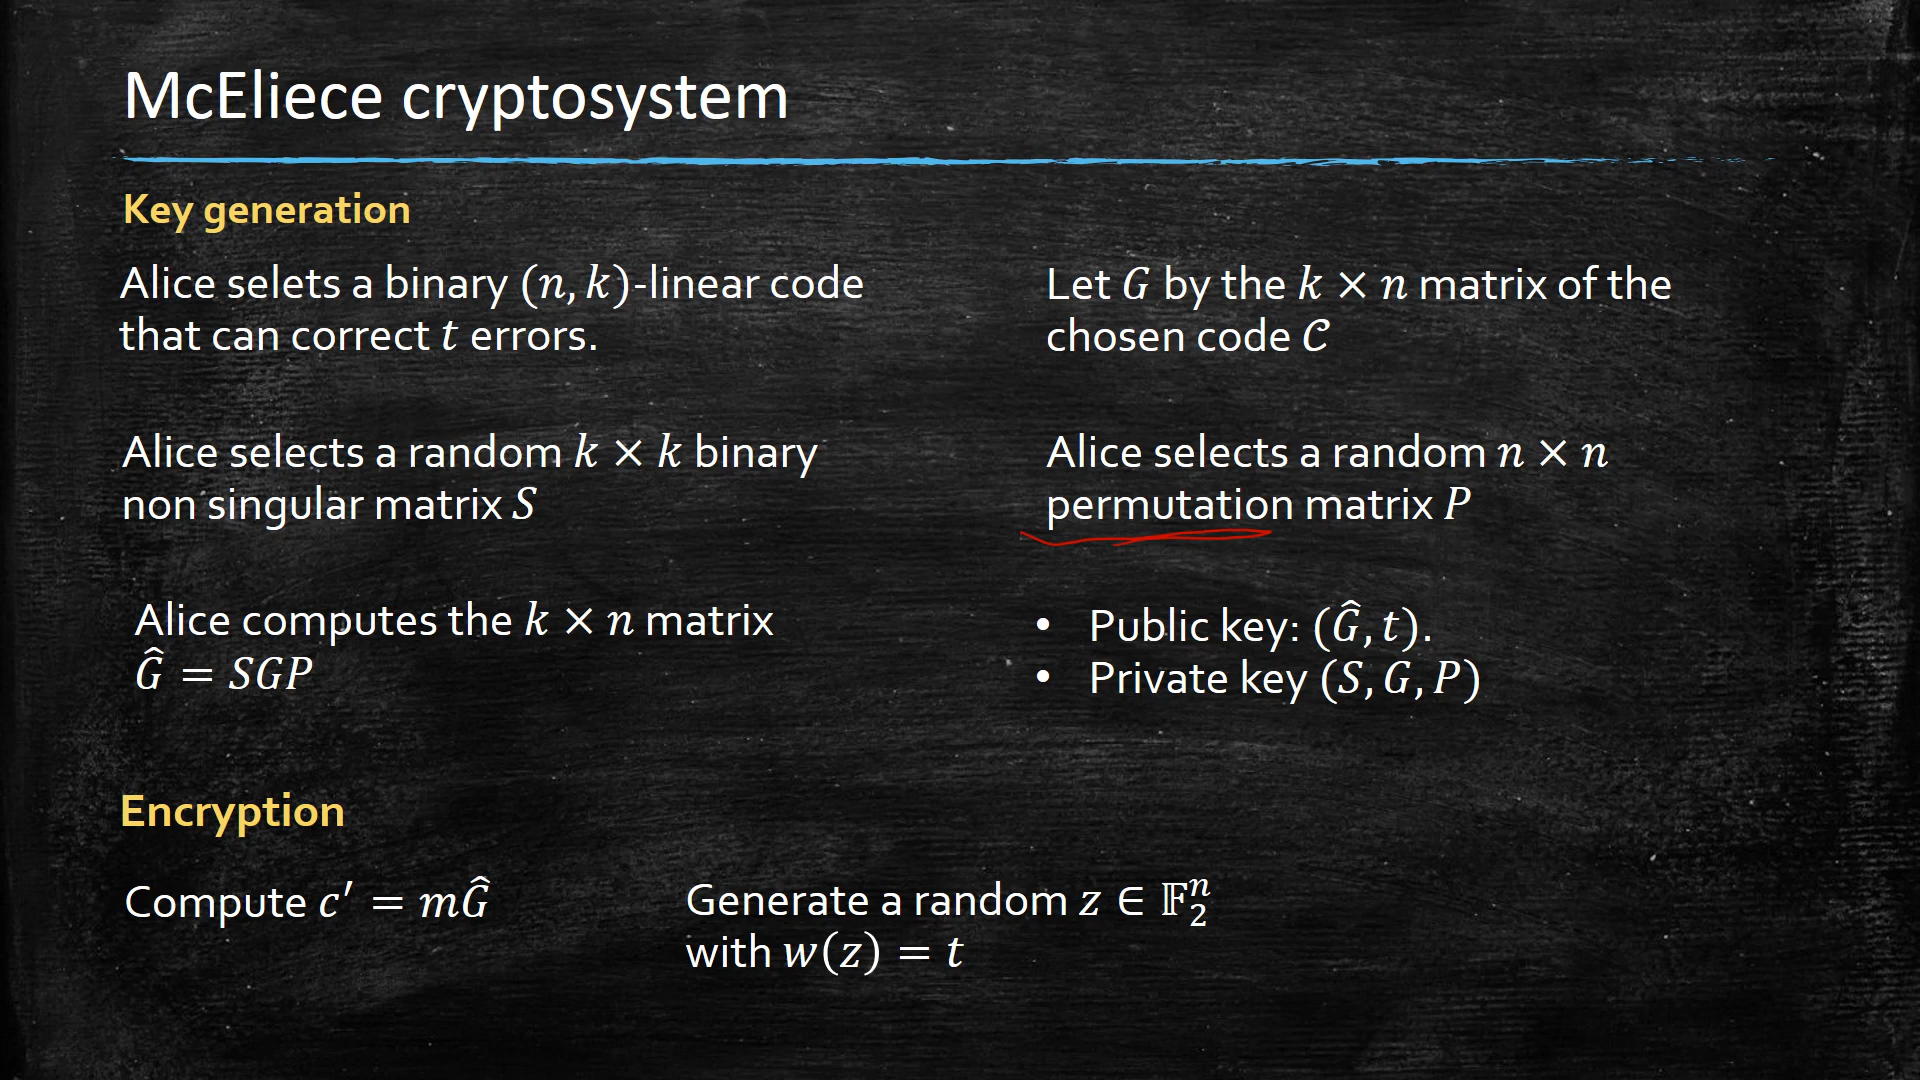 McEliece cryptosystem
Key generation
Alice selets a binary (n, k)-linear code
that can correct t errors.
Let G by the k × n matrix of the
chosen code 𝒞
Alice selects a random k × k binary
non singular matrix S
Alice selects a random n × n
permutation matrix P
Alice computes the k × n matrix
Ĝ = SGP
• Public key: (Ĝ, t).
• Private key (S, G, P)
Encryption
Compute c′ = mĜ
Generate a random z ∈ 𝔽₂ⁿ
with w(z) = t